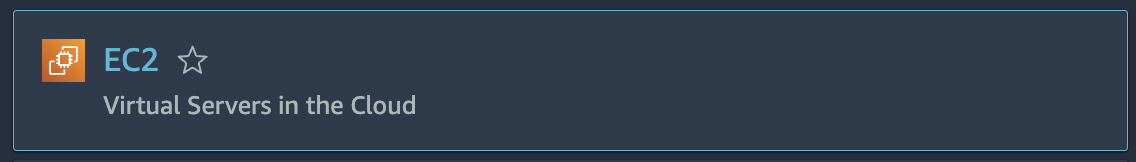 EC2
Virtual Servers in the Cloud